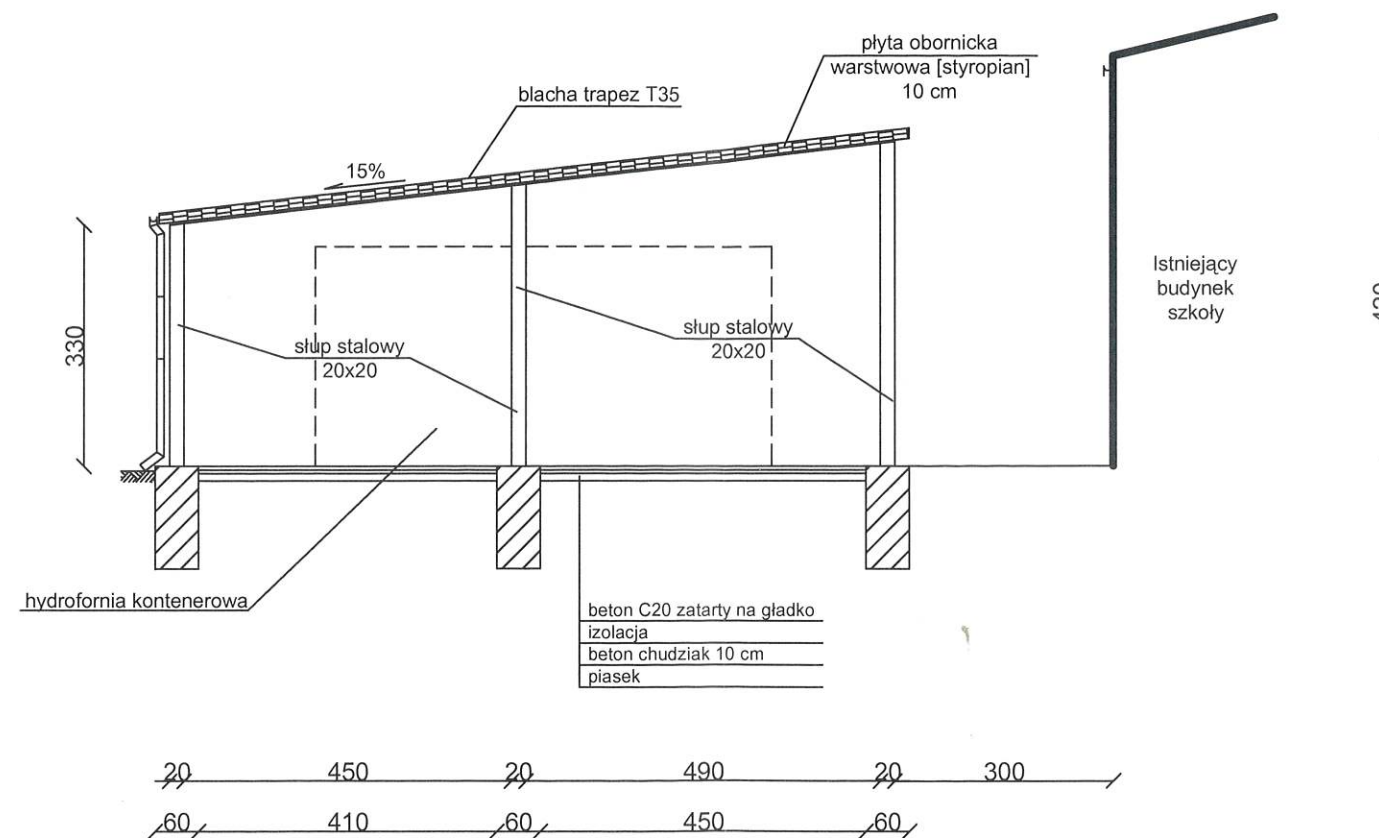 płyta obornicka
warstwowa [styropian]
10 cm
blacha trapez T35
15%
Istniejący
budynek
szkoły
330
słup stalowy
20x20
słup stalowy
20x20
hydrofornia kontenerowa
beton C20 zatarty na gładko
izolacja
beton chudziak 10 cm
piasek
20 450 20 490 20 300
60 410 60 450 60